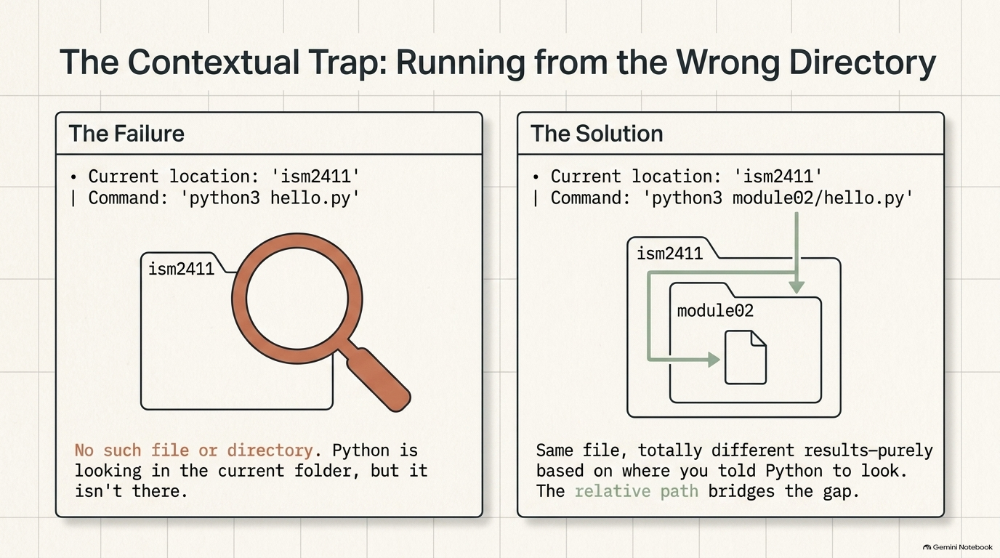 The Contextual Trap: Running from the Wrong Directory
The Failure
• Current location: 'ism2411'
| Command: 'python3 hello.py'
ism2411
No such file or directory. Python is
looking in the current folder, but it
isn't there.
The Solution
• Current location: 'ism2411'
| Command: 'python3 module02/hello.py'
ism2411
module02
Same file, totally different results—purely
based on where you told Python to look.
The relative path bridges the gap.
Gemini Notebook